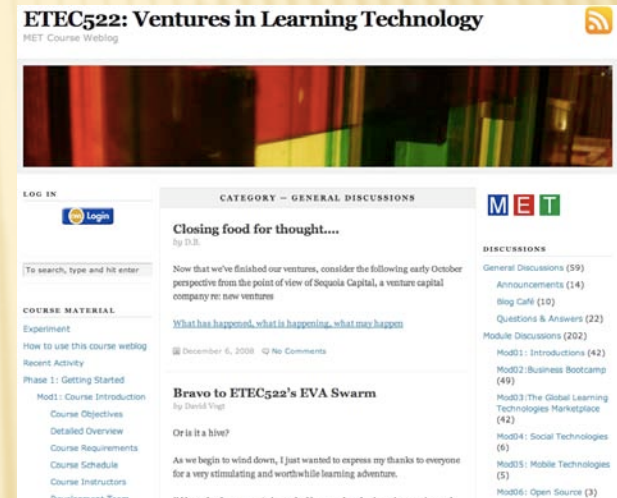 ETEC522: Ventures in Learning Technology
MET Course Weblog
LOG IN
Login
To search, type and hit enter
COURSE MATERIAL
Experiment
How to use this course weblog
Recent Activity
Phase 1: Getting Started
Mod1: Course Introduction
Course Objectives
Detailed Overview
Course Requirements
Course Schedule
Course Instructors
Development Team
CATEGORY — GENERAL DISCUSSIONS
Closing food for thought....
by D.B.
Now that we've finished our ventures, consider the following early October
perspective from the point of view of Sequoia Capital, a venture capital
company re: new ventures
What has happened, what is happening, what may happen
December 6, 2008 No Comments
Bravo to ETEC522's EVA Swarm
by David Vogt
Or is it a hive?
As we begin to wind down, I just wanted to express my thanks to everyone
for a very stimulating and worthwhile learning adventure.
MET
DISCUSSIONS
General Discussions (59)
Announcements (14)
Blog Café (10)
Questions & Answers (22)
Module Discussions (202)
Mod01: Introductions (42)
Mod02:Business Bootcamp
(49)
Mod03:The Global Learning
Technologies Marketplace
(42)
Mod04: Social Technologies
(6)
Mod05: Mobile Technologies
(5)
Mod06: Open Source (3)